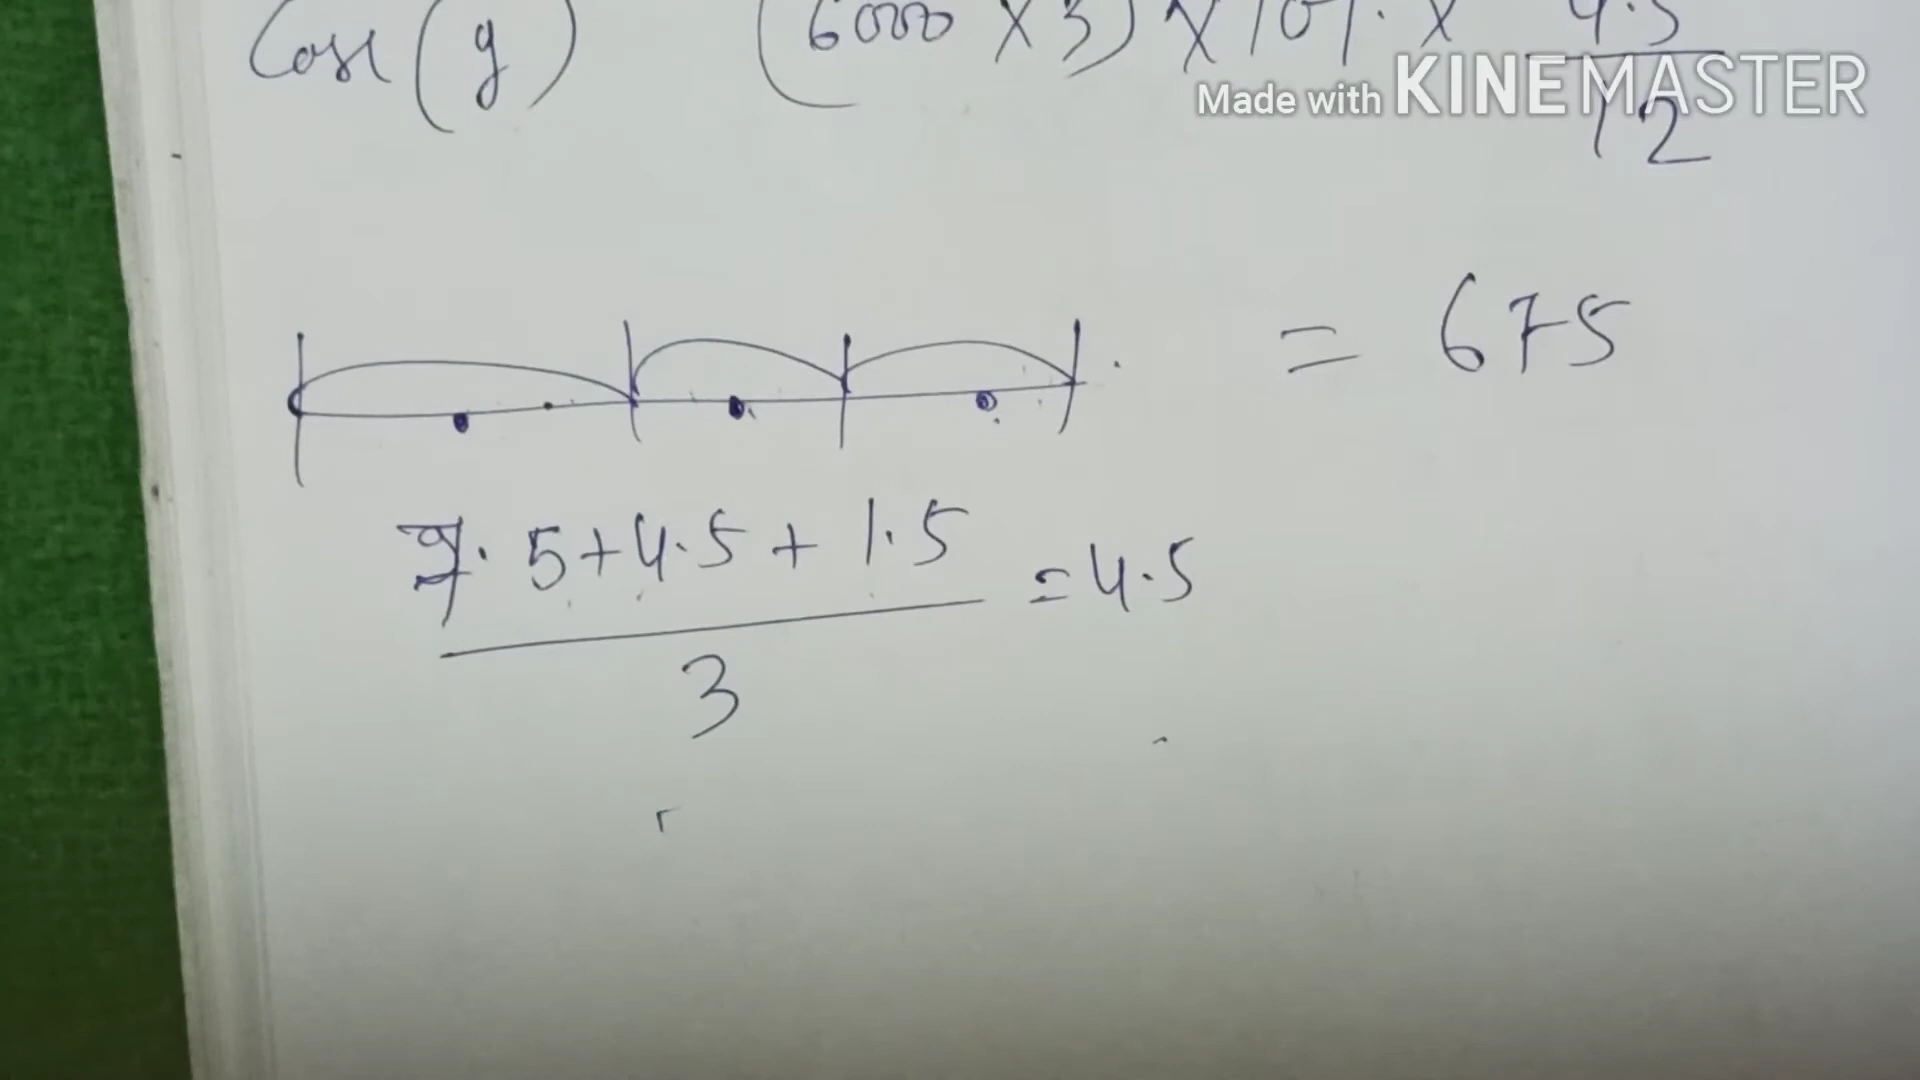 Case (g) (6000 X 3) X 10%. X 4.5
Made with KINEMASTER
12
= 675
7.5+4.5+1.5
=4.5
3